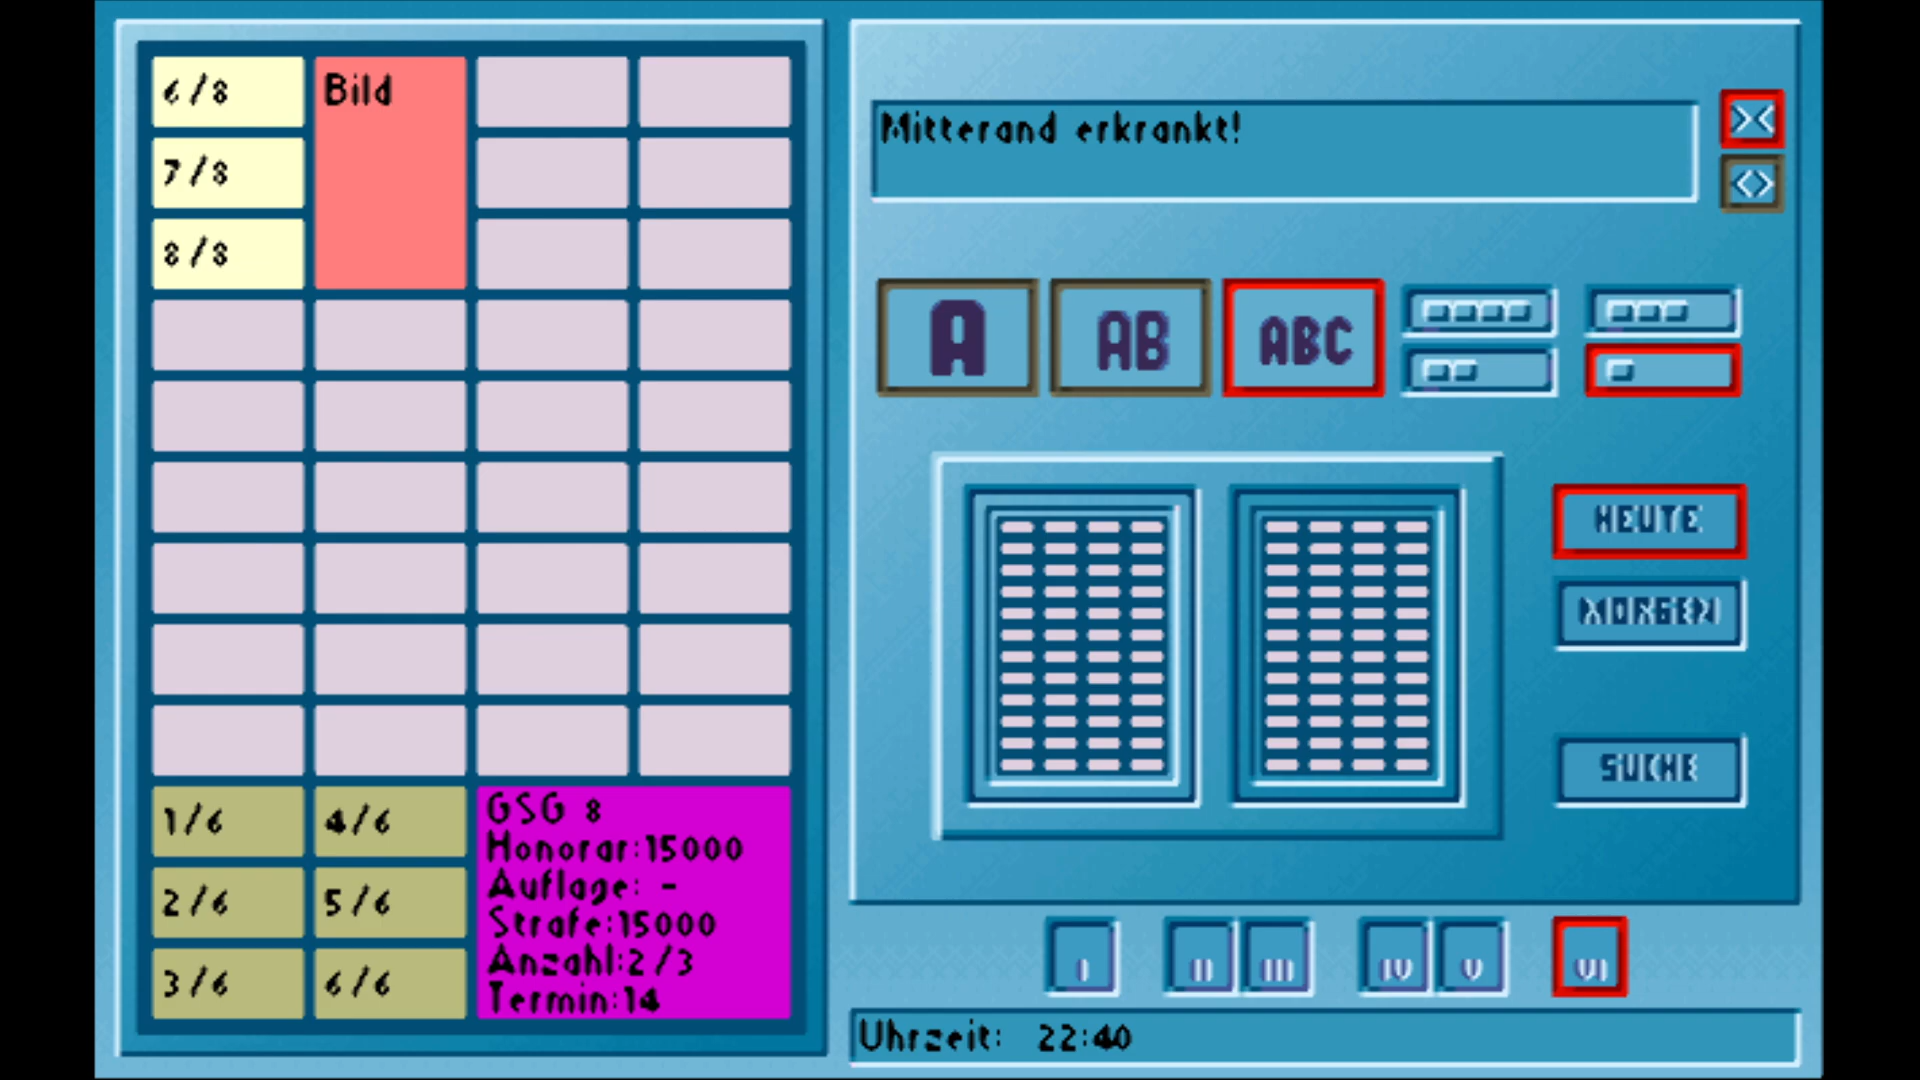 6/8
Bild
7/8
8/8
1/6
4/6
2/6
5/6
3/6
6/6
GSG 8
Honorar:15000
Auflage: -
Strafe:15000
Anzahl:2/3
Termin:14
Mitterand erkrankt!
><
<>
A
AB
ABC
HEUTE
MORGEN
SUCHE
I
II
III
IV
V
VI
Uhrzeit: 22:40